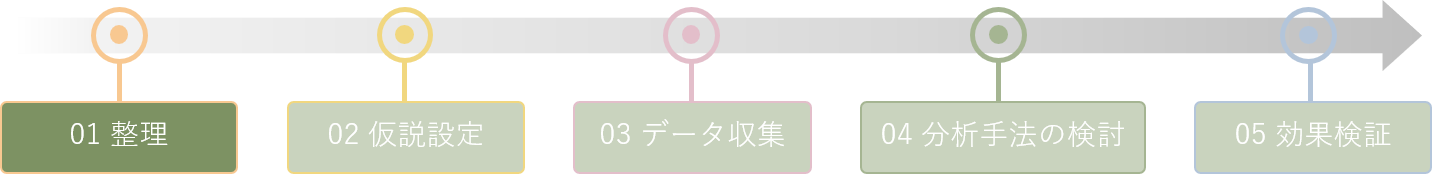 01 整理
02 仮説設定
03 データ収集
04 分析手法の検討
05 効果検証